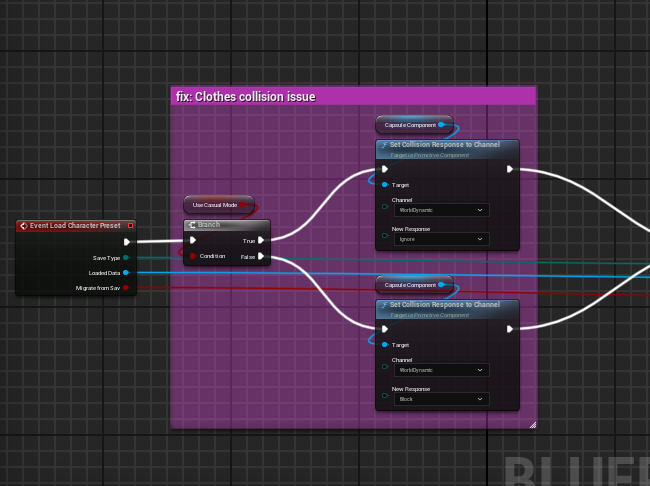 fix: Clothes collision issue
Capsule Component
Set Collision Response to Channel
Target is Primitive Component
Target
Channel
WorldDynamic
New Response
Ignore
Use Casual Mode
Branch
True
Condition
False
Event Load Character Preset
Save Type
Loaded Data
Migrate from Sav
Capsule Component
Set Collision Response to Channel
Target is Primitive Component
Target
Channel
WorldDynamic
New Response
Block